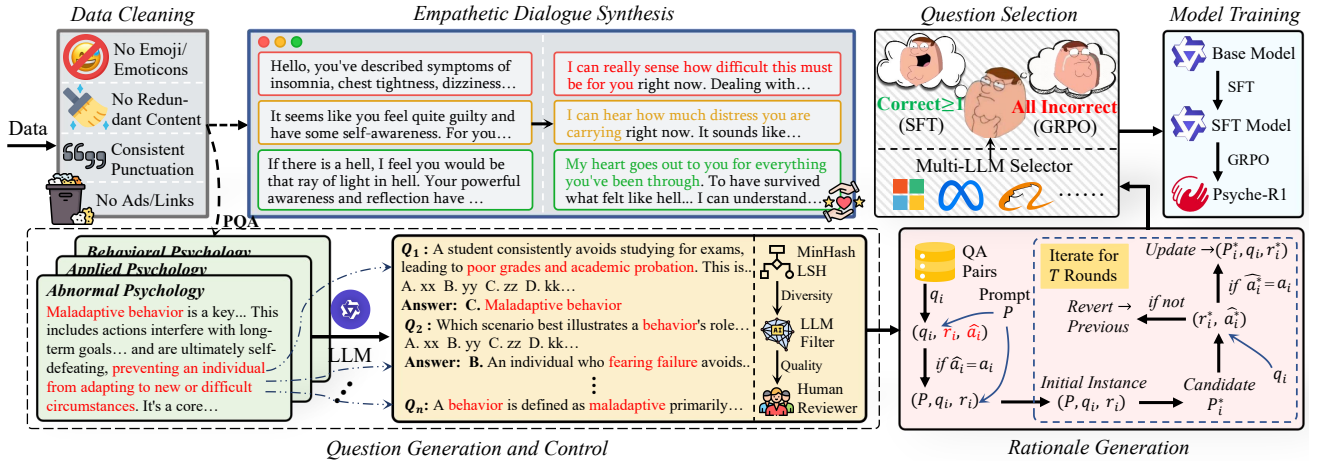 Data Cleaning
Empathetic Dialogue Synthesis
Question Selection
Model Training
Data
No Emoji/
Emoticons
No Redun-
dant Content
Consistent
Punctuation
No Ads/Links
PQA
Hello, you've described symptoms of
insomnia, chest tightness, dizziness…
I can really sense how difficult this must
be for you right now. Dealing with…
It seems like you feel quite guilty and
have some self-awareness. For you…
I can hear how much distress you are
carrying right now. It sounds like…
If there is a hell, I feel you would be
that ray of light in hell. Your powerful
awareness and reflection have …
My heart goes out to you for everything
you've been through. To have survived
what felt like hell... I can understand…
Correct≥1
(SFT)
All Incorrect
(GRPO)
Multi-LLM Selector
……
Base Model
SFT
SFT Model
GRPO
Psyche-R1
Behavioral Psychology
Applied Psychology
Abnormal Psychology
Maladaptive behavior is a key... This
includes actions interfere with long-
term goals… and are ultimately self-
defeating, preventing an individual
from adapting to new or difficult
circumstances. It's a core…
LLM
Q1 : A student consistently avoids studying for exams,
leading to poor grades and academic probation. This is..
A. xx B. yy C. zz D. kk…
Answer: C. Maladaptive behavior
Q2 : Which scenario best illustrates a behavior's role…
A. xx B. yy C. zz D. kk…
Answer: B. An individual who fearing failure avoids..
Qn: A behavior is defined as maladaptive primarily…
MinHash
LSH
Diversity
AI
LLM
Filter
Quality
Human
Reviewer
Question Generation and Control
QA
Pairs
qi
Prompt
P
(qi, ri, âi)
if âi=ai
(P, qi, ri)
Iterate for
T Rounds
Update →(Pi*, qi, ri*)
if âi*=ai
Revert →
Previous
if not
(ri*, âi*)
qi
Initial Instance
(P, qi, ri)
Candidate
Pi*
Rationale Generation